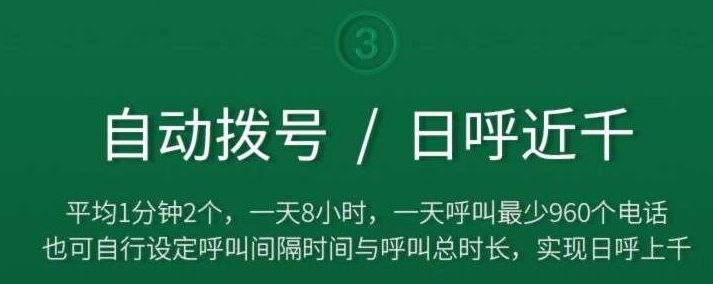 3
自动拨号 / 日呼近千
平均1分钟2个，一天8小时，一天呼叫最少960个电话
也可自行设定呼叫间隔时间与呼叫总时长，实现日呼上千